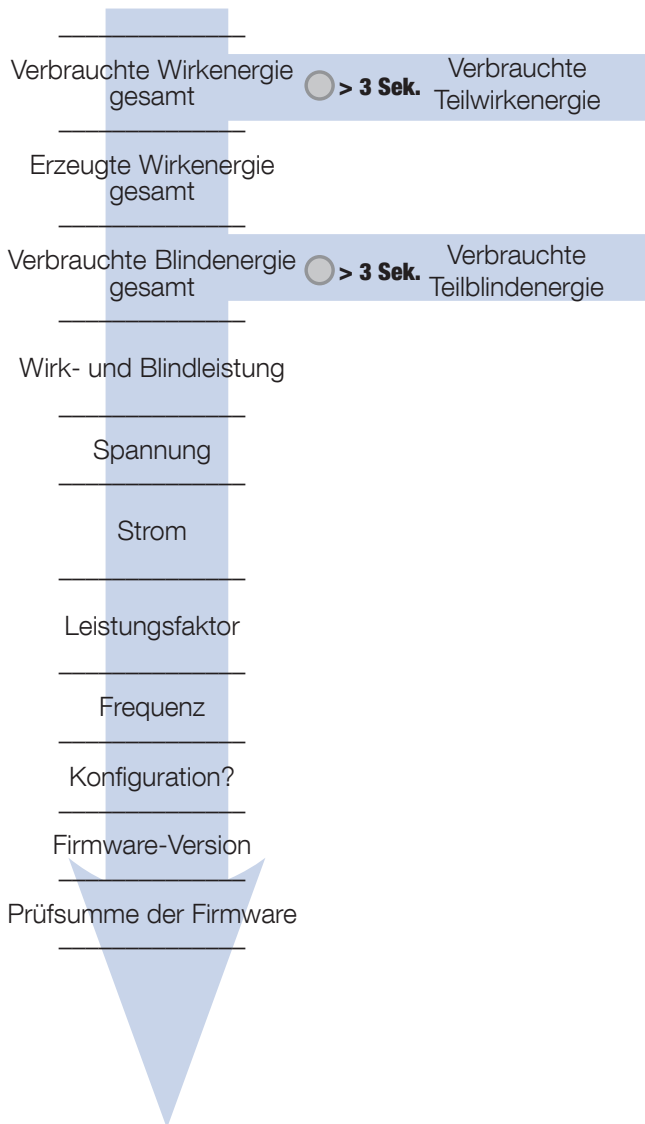 Verbrauchte Wirkenergie
gesamt
> 3 Sek.
Verbrauchte
Teilwirkenergie
Erzeugte Wirkenergie
gesamt
Verbrauchte Blindenergie
gesamt
> 3 Sek.
Verbrauchte
Teilblindenergie
Wirk- und Blindleistung
Spannung
Strom
Leistungsfaktor
Frequenz
Konfiguration?
Firmware-Version
Prüfsumme der Firmware